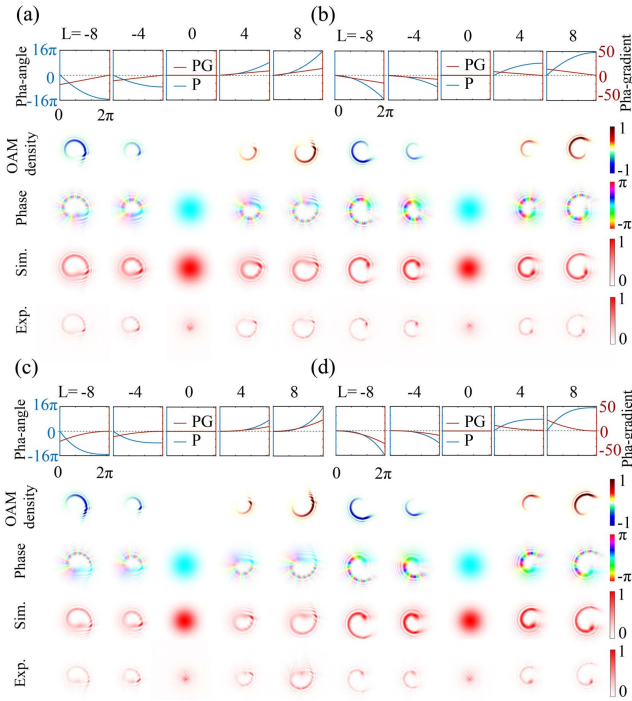 (a) L= -8 -4 0 4 8 (b) L= -8 -4 0 4 8
Pha-angle 16π 0 -16π PG P PG P 50 0 -50 Pha-gradient
0 2π 0 2π
OAM density 1 -1
Phase π -π
Sim. 1 0
Exp. 1 0
(c) L= -8 -4 0 4 8 (d) L= -8 -4 0 4 8
Pha-angle 16π 0 -16π PG P PG P 50 0 -50 Pha-gradient
0 2π 0 2π
OAM density 1 -1
Phase π -π
Sim. 1 0
Exp. 1 0